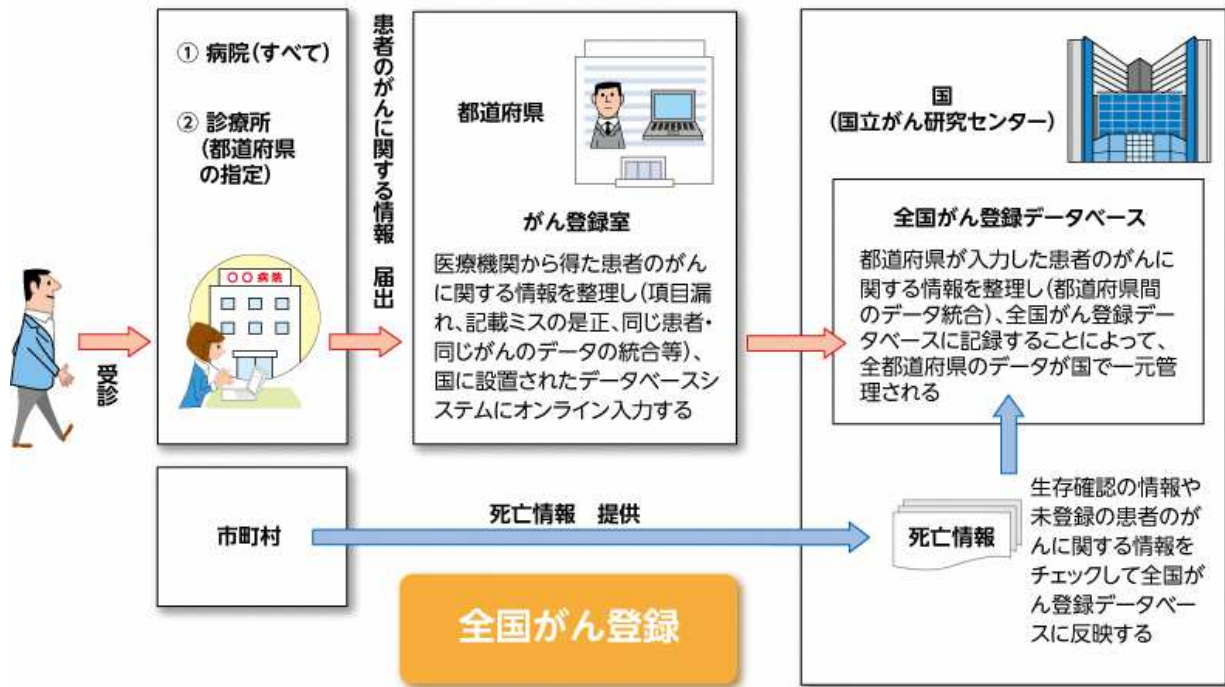 ① 病院(すべて)
② 診療所
(都道府県
の指定)
〇〇病院
受診
患者のがんに関する情報 届出
都道府県
がん登録室
医療機関から得た患者のがん
に関する情報を整理し(項目漏
れ、記載ミスの是正、同じ患者・
同じがんのデータの統合等)、
国に設置されたデータベースシ
ステムにオンライン入力する
国
(国立がん研究センター)
全国がん登録データベース
都道府県が入力した患者のがんに
関する情報を整理し(都道府県間
のデータ統合)、全国がん登録デー
タベースに記録することによって、
全都道府県のデータが国で一元管
理される
市町村
死亡情報 提供
死亡情報
生存確認の情報や
未登録の患者のが
んに関する情報を
チェックして全国が
ん登録データベー
スに反映する
全国がん登録